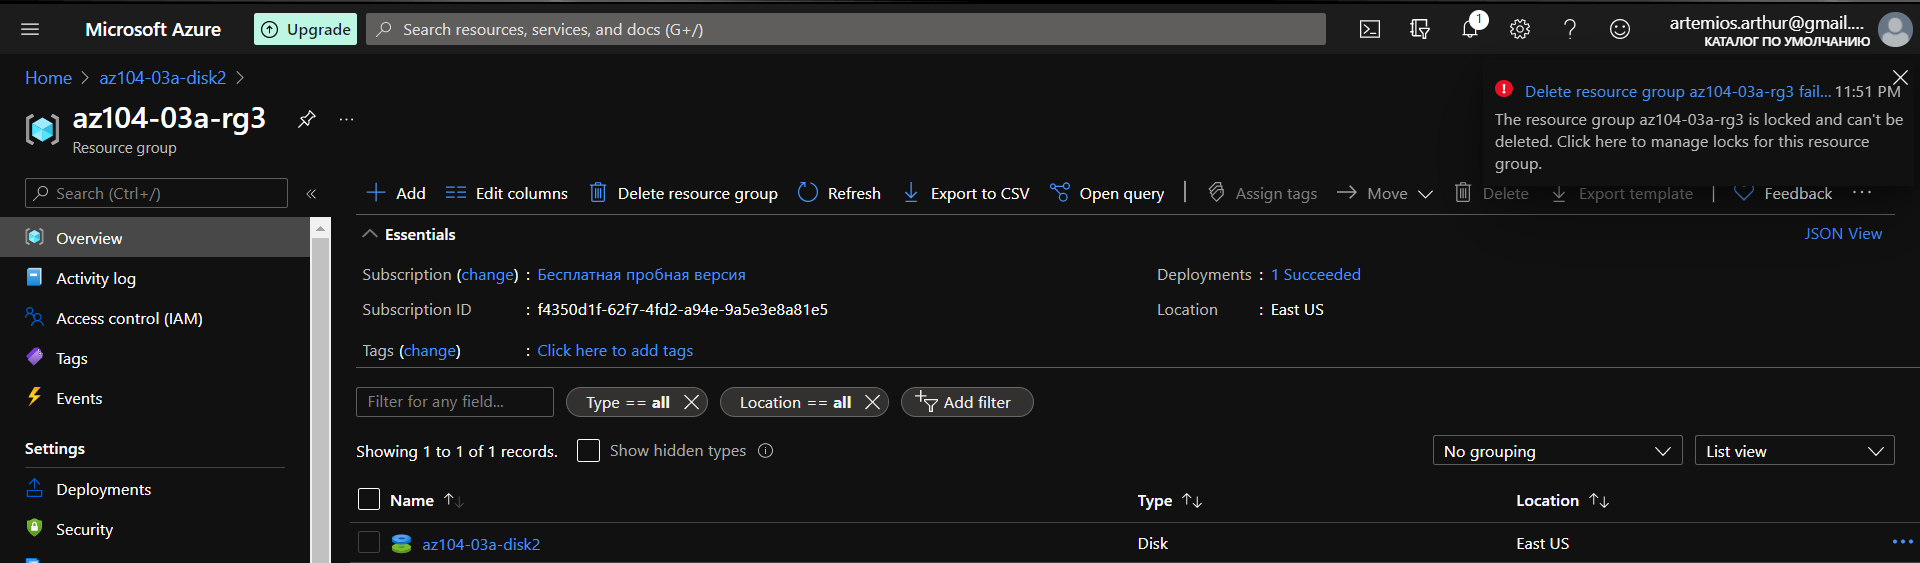 Microsoft Azure Upgrade Search resources, services, and docs (G+/) 1 artemios.arthur@gmail....
КАТАЛОГ ПО УМОЛЧАНИЮ
Home > az104-03a-disk2 >
az104-03a-rg3 ...
Resource group
Delete resource group az104-03a-rg3 fail... 11:51 PM
The resource group az104-03a-rg3 is locked and can't be
deleted. Click here to manage locks for this resource
group.
Search (Ctrl+/) «
Add Edit columns Delete resource group Refresh Export to CSV Open query Assign tags Move Delete Export template Feedback ...
Overview
Activity log
Access control (IAM)
Tags
Events
Settings
Deployments
Security
Essentials JSON View
Subscription (change) : Бесплатная пробная версия Deployments : 1 Succeeded
Subscription ID : f4350d1f-62f7-4fd2-a94e-9a5e3e8a81e5 Location : East US
Tags (change) : Click here to add tags
Filter for any field... Type == all Location == all Add filter
Showing 1 to 1 of 1 records. Show hidden types No grouping List view
Name Type Location
az104-03a-disk2 Disk East US ...